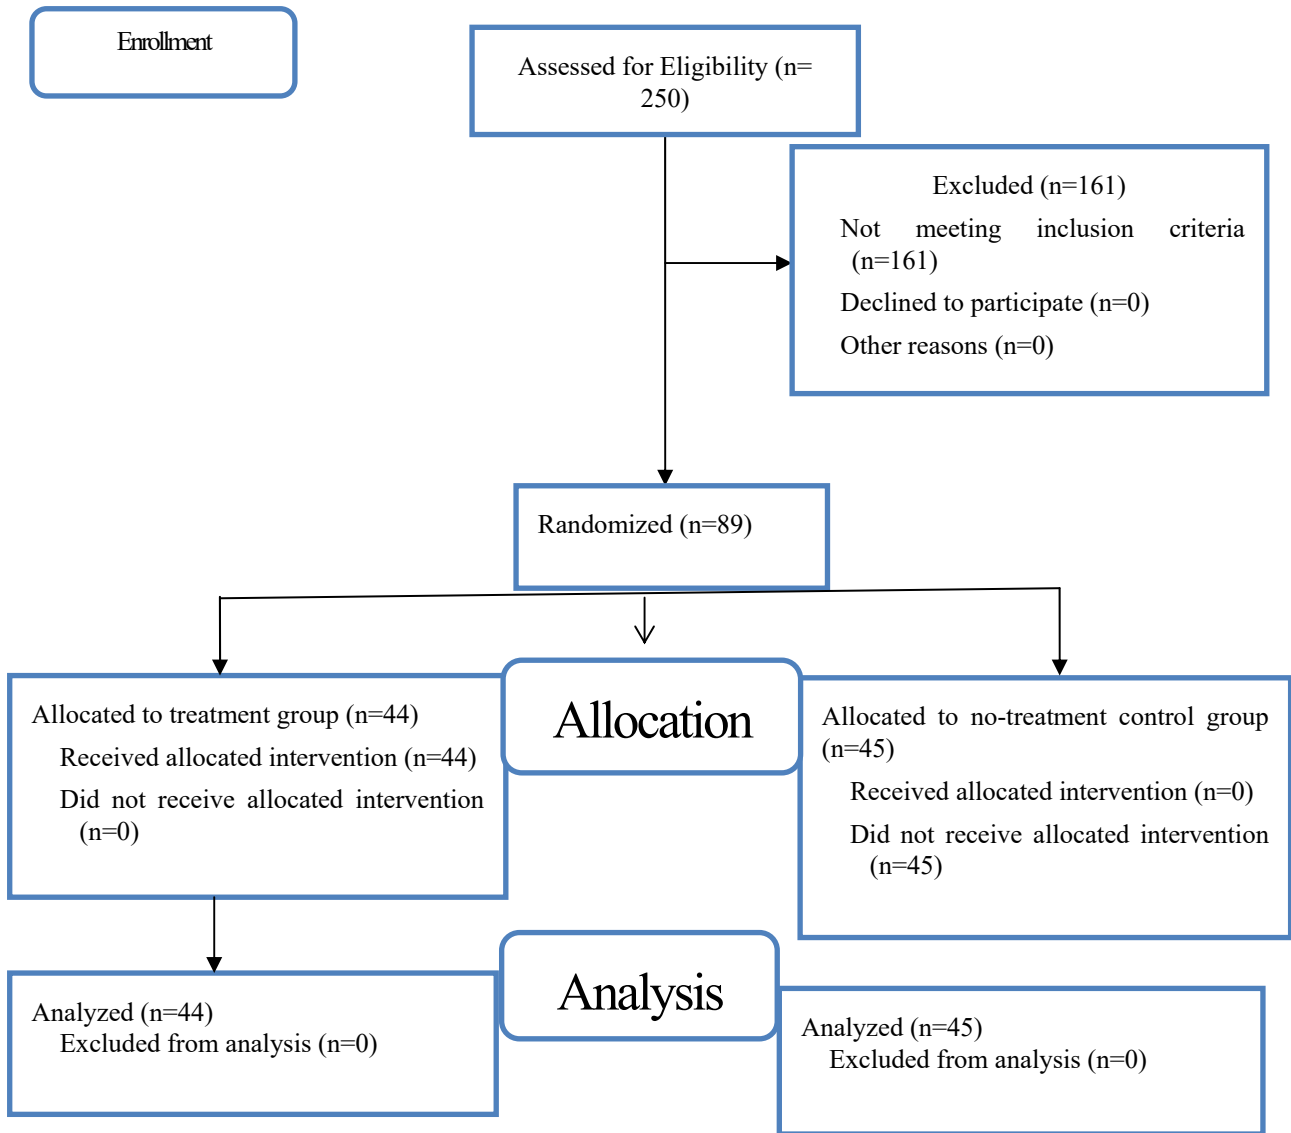 Enrollment
Assessed for Eligibility (n=
250)
Excluded (n=161)
Not meeting inclusion criteria
(n=161)
Declined to participate (n=0)
Other reasons (n=0)
Randomized (n=89)
Allocated to treatment group (n=44)
Received allocated intervention (n=44)
Did not receive allocated intervention
(n=0)
Allocation
Allocated to no-treatment control group
(n=45)
Received allocated intervention (n=0)
Did not receive allocated intervention
(n=45)
Analysis
Analyzed (n=44)
Excluded from analysis (n=0)
Analyzed (n=45)
Excluded from analysis (n=0)